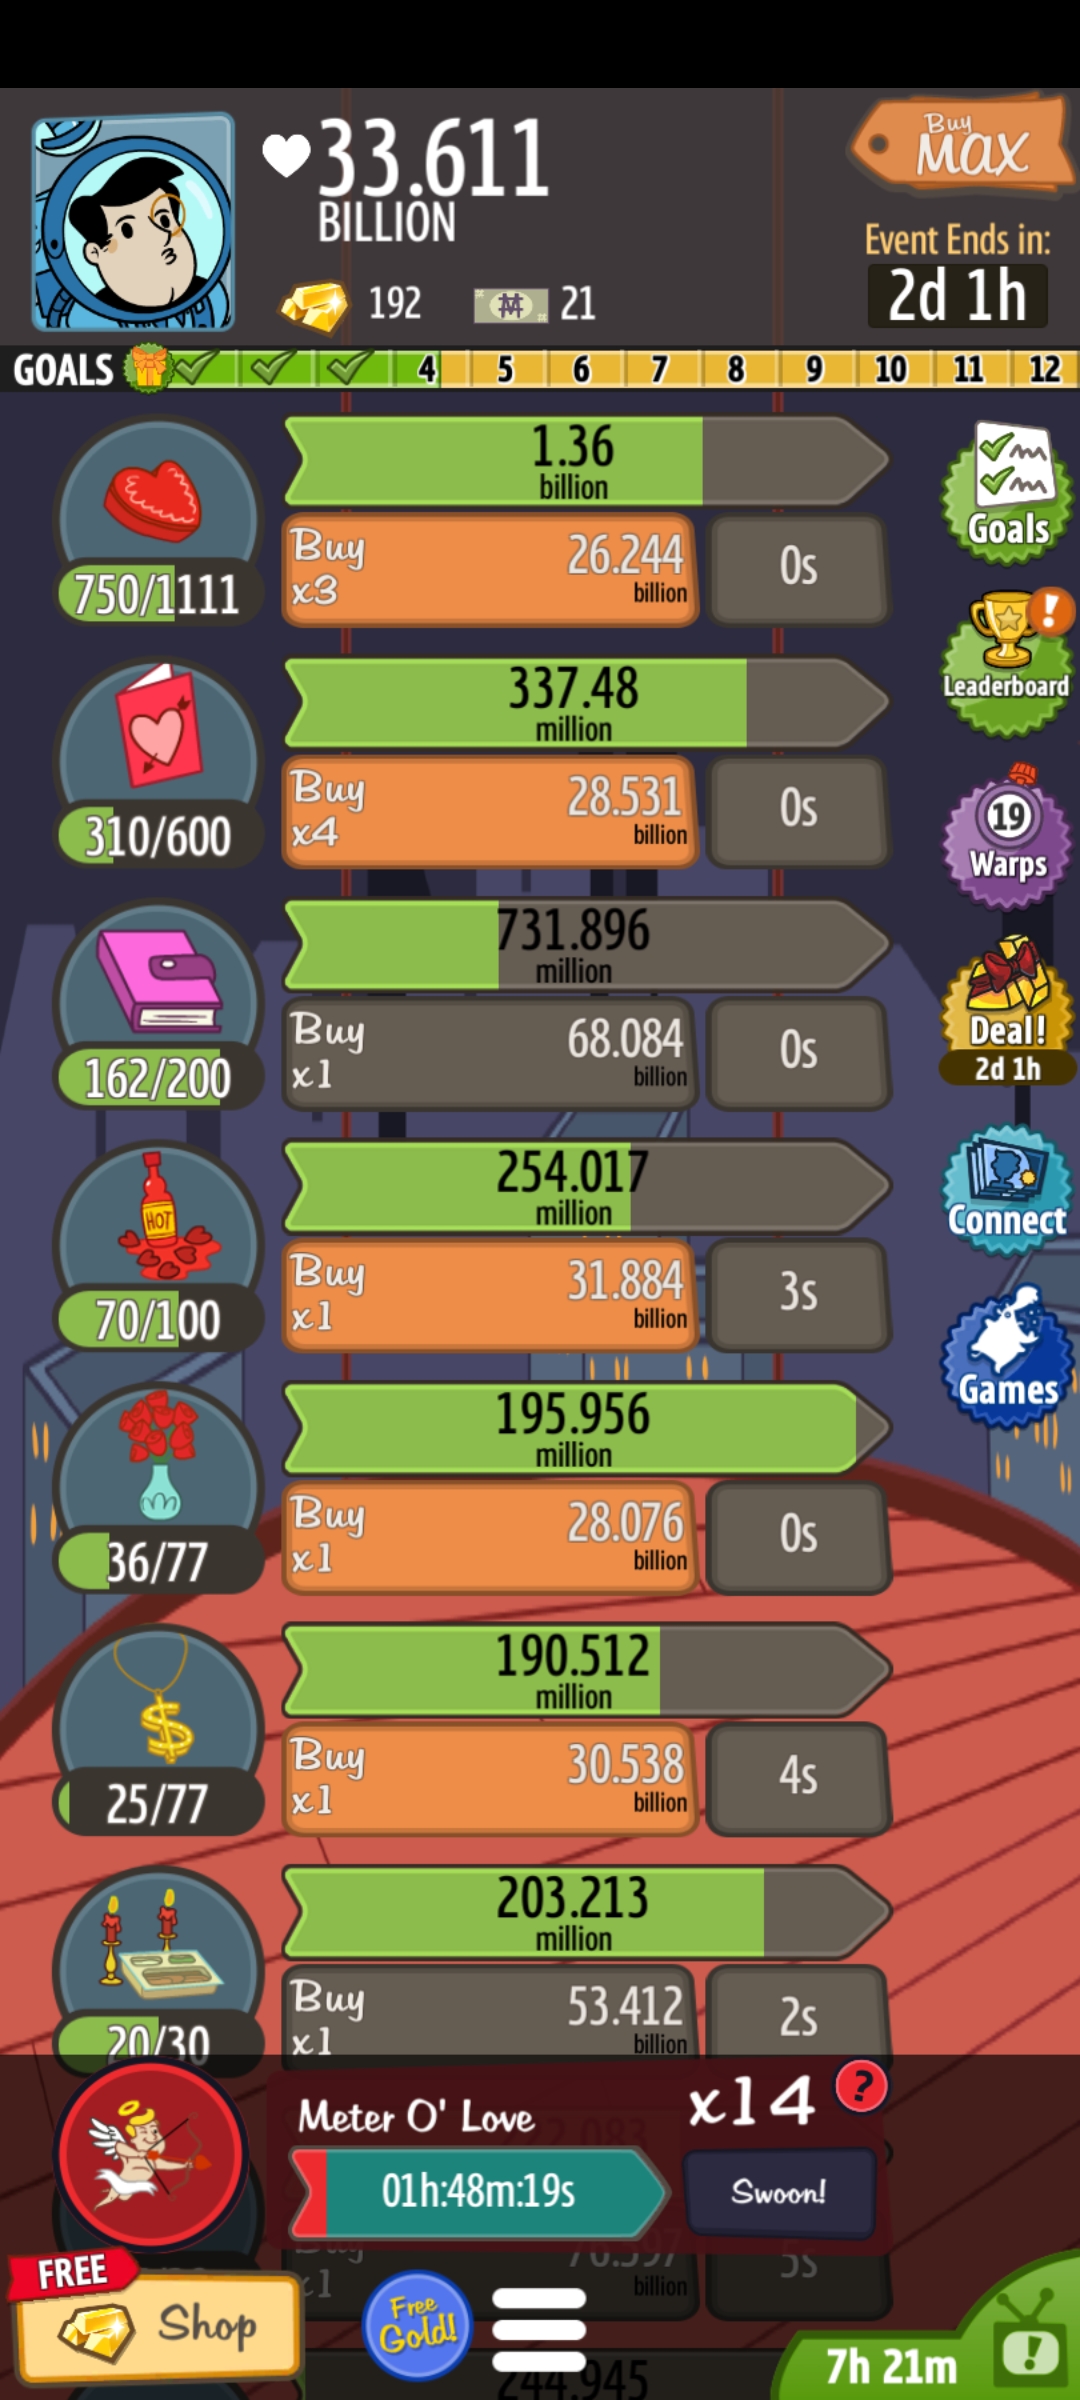 33.611
BILLION
192
21
Buy
MAX
Event Ends in:
2d 1h
GOALS 4 5 6 7 8 9 10 11 12
1.36
billion
Buy
x3
26.244
billion
0s
750/1111
Goals
337.48
million
Buy
x4
28.531
billion
0s
310/600
!
Leaderboard
731.896
million
Buy
x1
68.084
billion
0s
162/200
19
Warps
Deal!
2d 1h
HOT
254.017
million
Buy
x1
31.884
billion
3s
70/100
Connect
195.956
million
Buy
x1
28.076
billion
0s
36/77
Games
190.512
million
Buy
x1
30.538
billion
4s
25/77
203.213
million
Buy
x1
53.412
billion
2s
20/30
Meter O' Love
x14
?
01h:48m:19s
Swoon!
Buy
x1
billion
5s
FREE
Shop
Free
Gold!
7h 21m
!
244.945